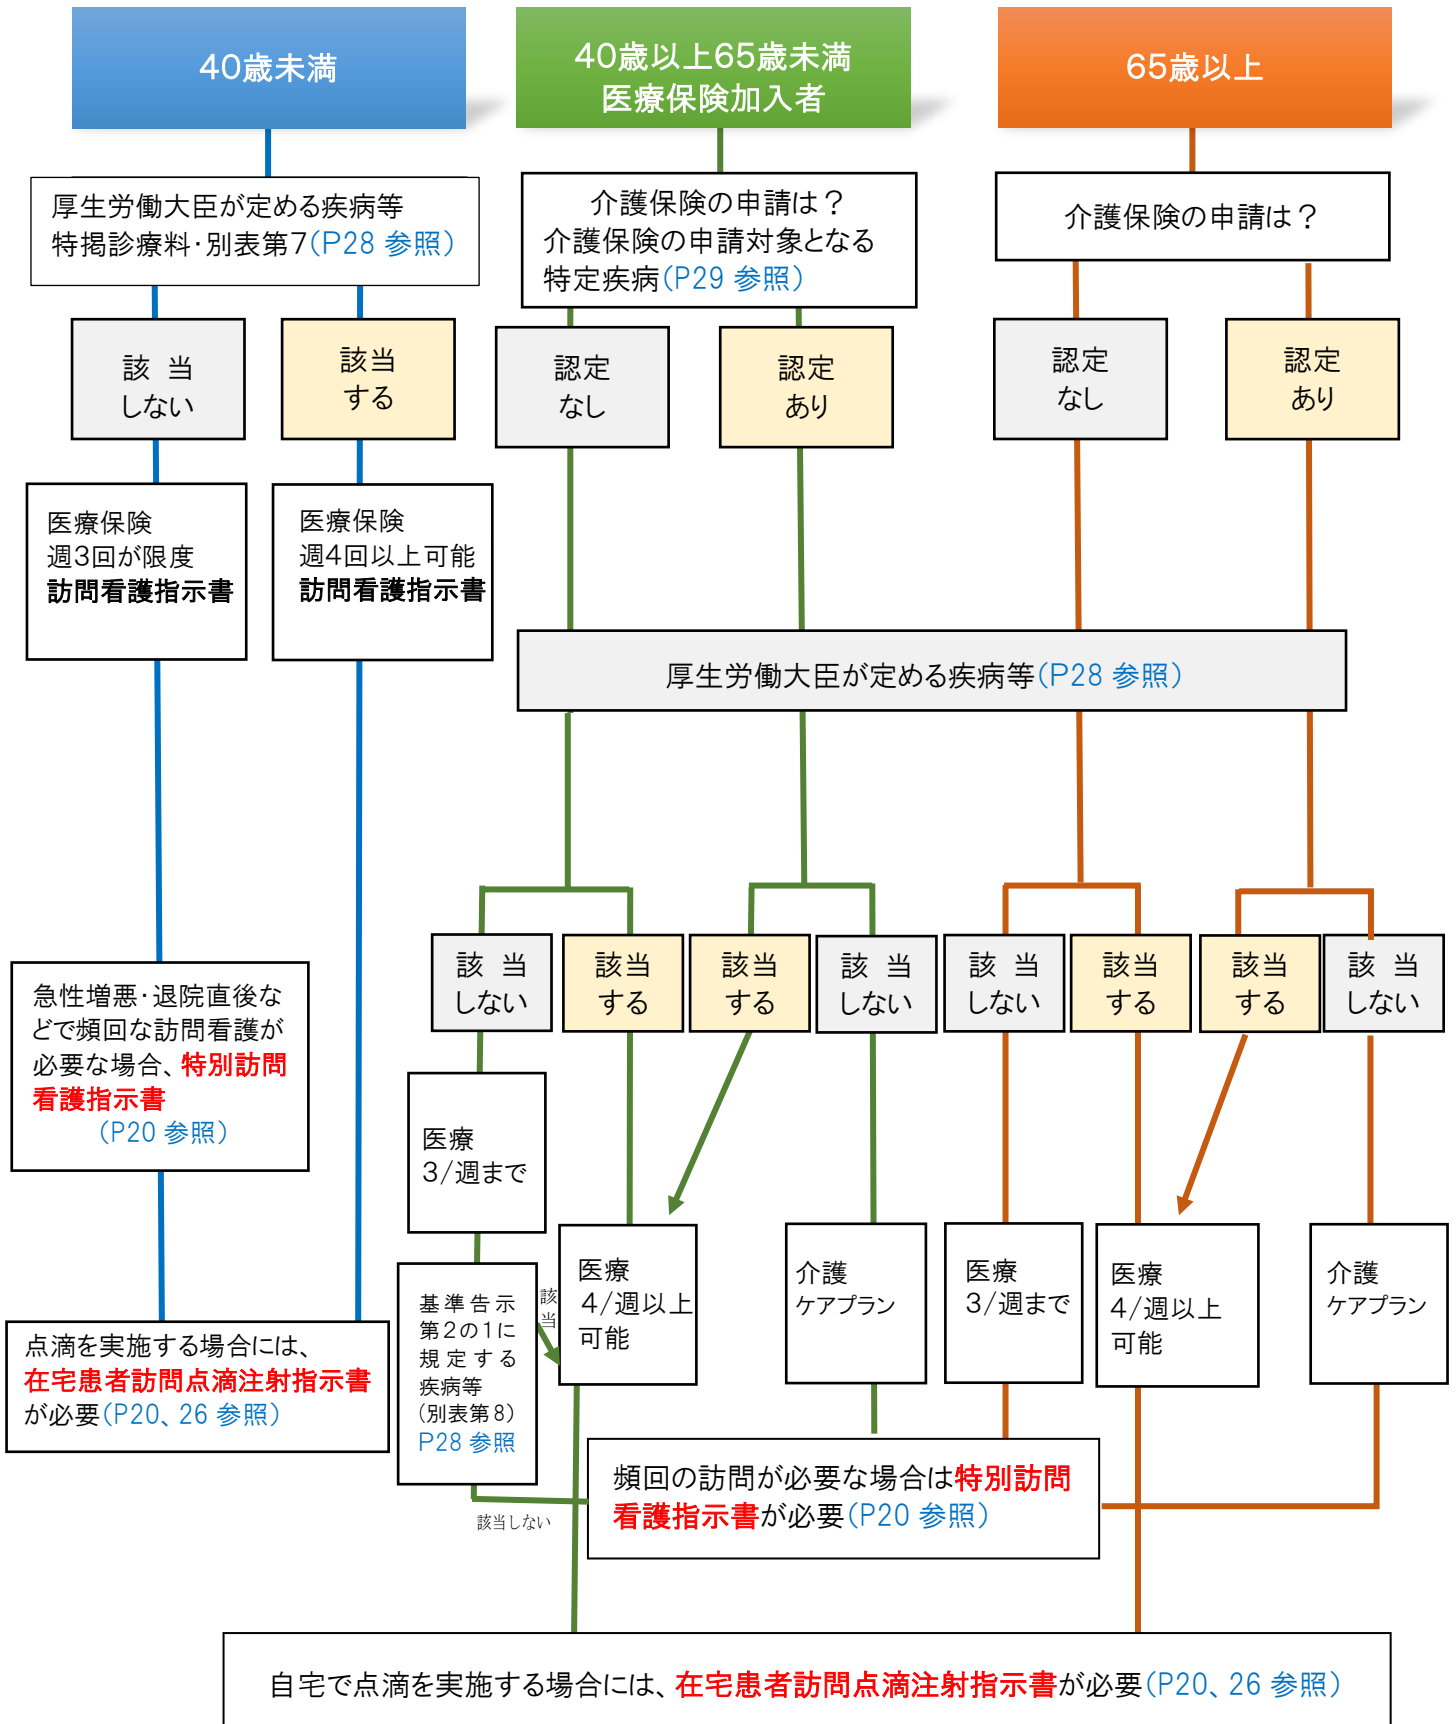 40歳未満
40歳以上65歳未満
医療保険加入者
65歳以上
厚生労働大臣が定める疾病等
特掲診療料・別表第7(P28 参照)
介護保険の申請は？
介護保険の申請対象となる
特定疾病(P29 参照)
介護保険の申請は？
該 当
しない
該当
する
認定
なし
認定
あり
認定
なし
認定
あり
医療保険
週3回が限度
訪問看護指示書
医療保険
週4回以上可能
訪問看護指示書
厚生労働大臣が定める疾病等(P28 参照)
該 当
しない
該当
する
該当
する
該 当
しない
該 当
しない
該当
する
該当
する
該 当
しない
急性増悪・退院直後な
どで頻回な訪問看護が
必要な場合、特別訪問
看護指示書
(P20 参照)
医療
3/週まで
基準告示
第2の1に
規定する
疾病等
(別表第8)
P28 参照
該
当
医療
4/週以上
可能
介護
ケアプラン
医療
3/週まで
医療
4/週以上
可能
介護
ケアプラン
点滴を実施する場合には、
在宅患者訪問点滴注射指示書
が必要(P20、26 参照)
該当しない
頻回の訪問が必要な場合は特別訪問
看護指示書が必要(P20 参照)
自宅で点滴を実施する場合には、在宅患者訪問点滴注射指示書が必要(P20、26 参照)